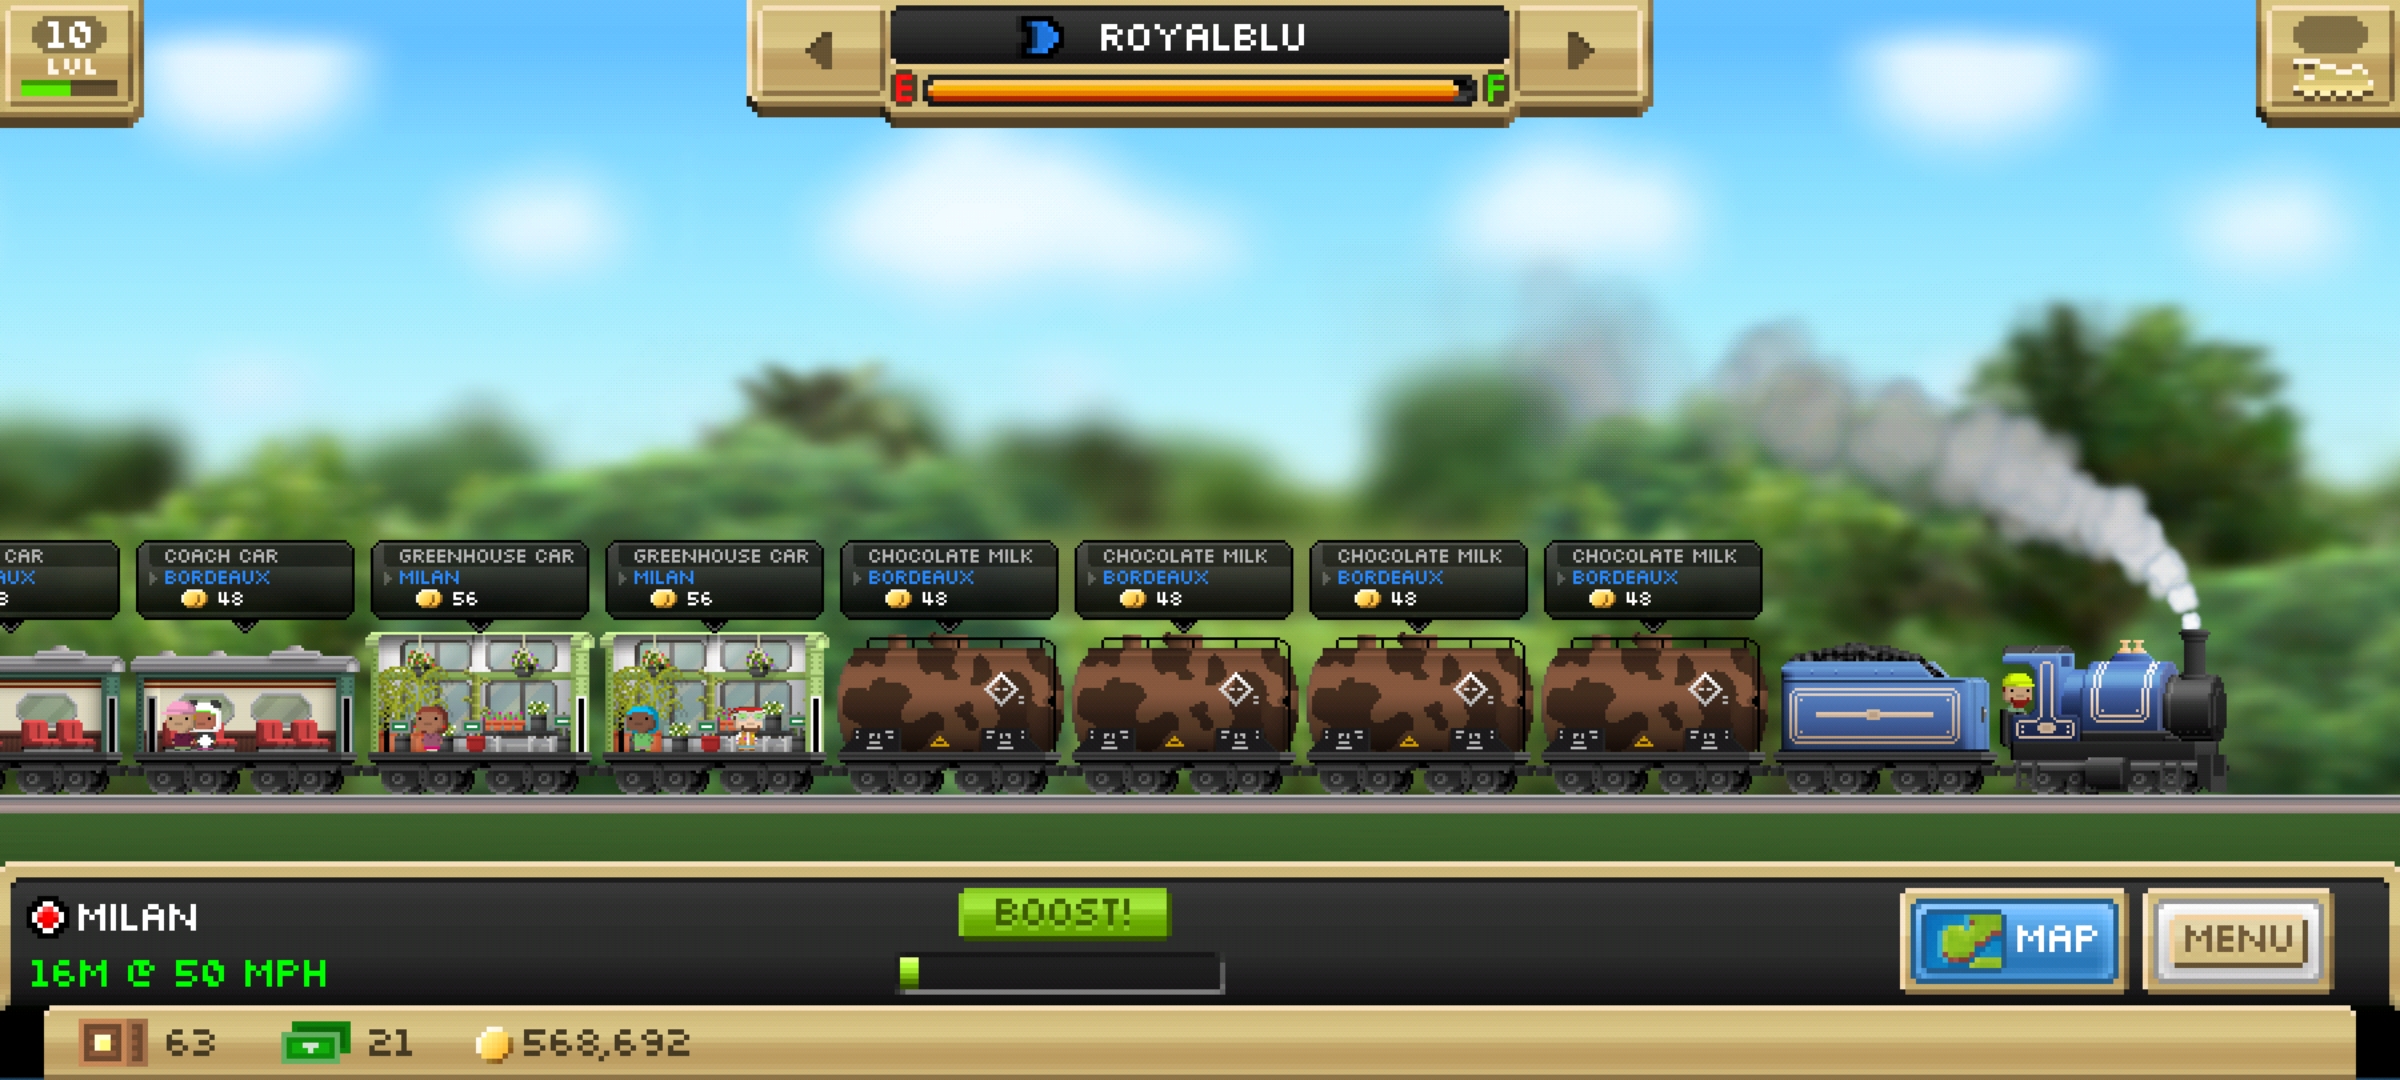 10
LVL
ROYALBLU
E F
CAR
COACH CAR
BORDEAUX
48
GREENHOUSE CAR
MILAN
56
GREENHOUSE CAR
MILAN
56
CHOCOLATE MILK
BORDEAUX
48
CHOCOLATE MILK
BORDEAUX
48
CHOCOLATE MILK
BORDEAUX
48
CHOCOLATE MILK
BORDEAUX
48
MILAN
16M @ 50 MPH
BOOST!
MAP
MENU
63
21
568,692